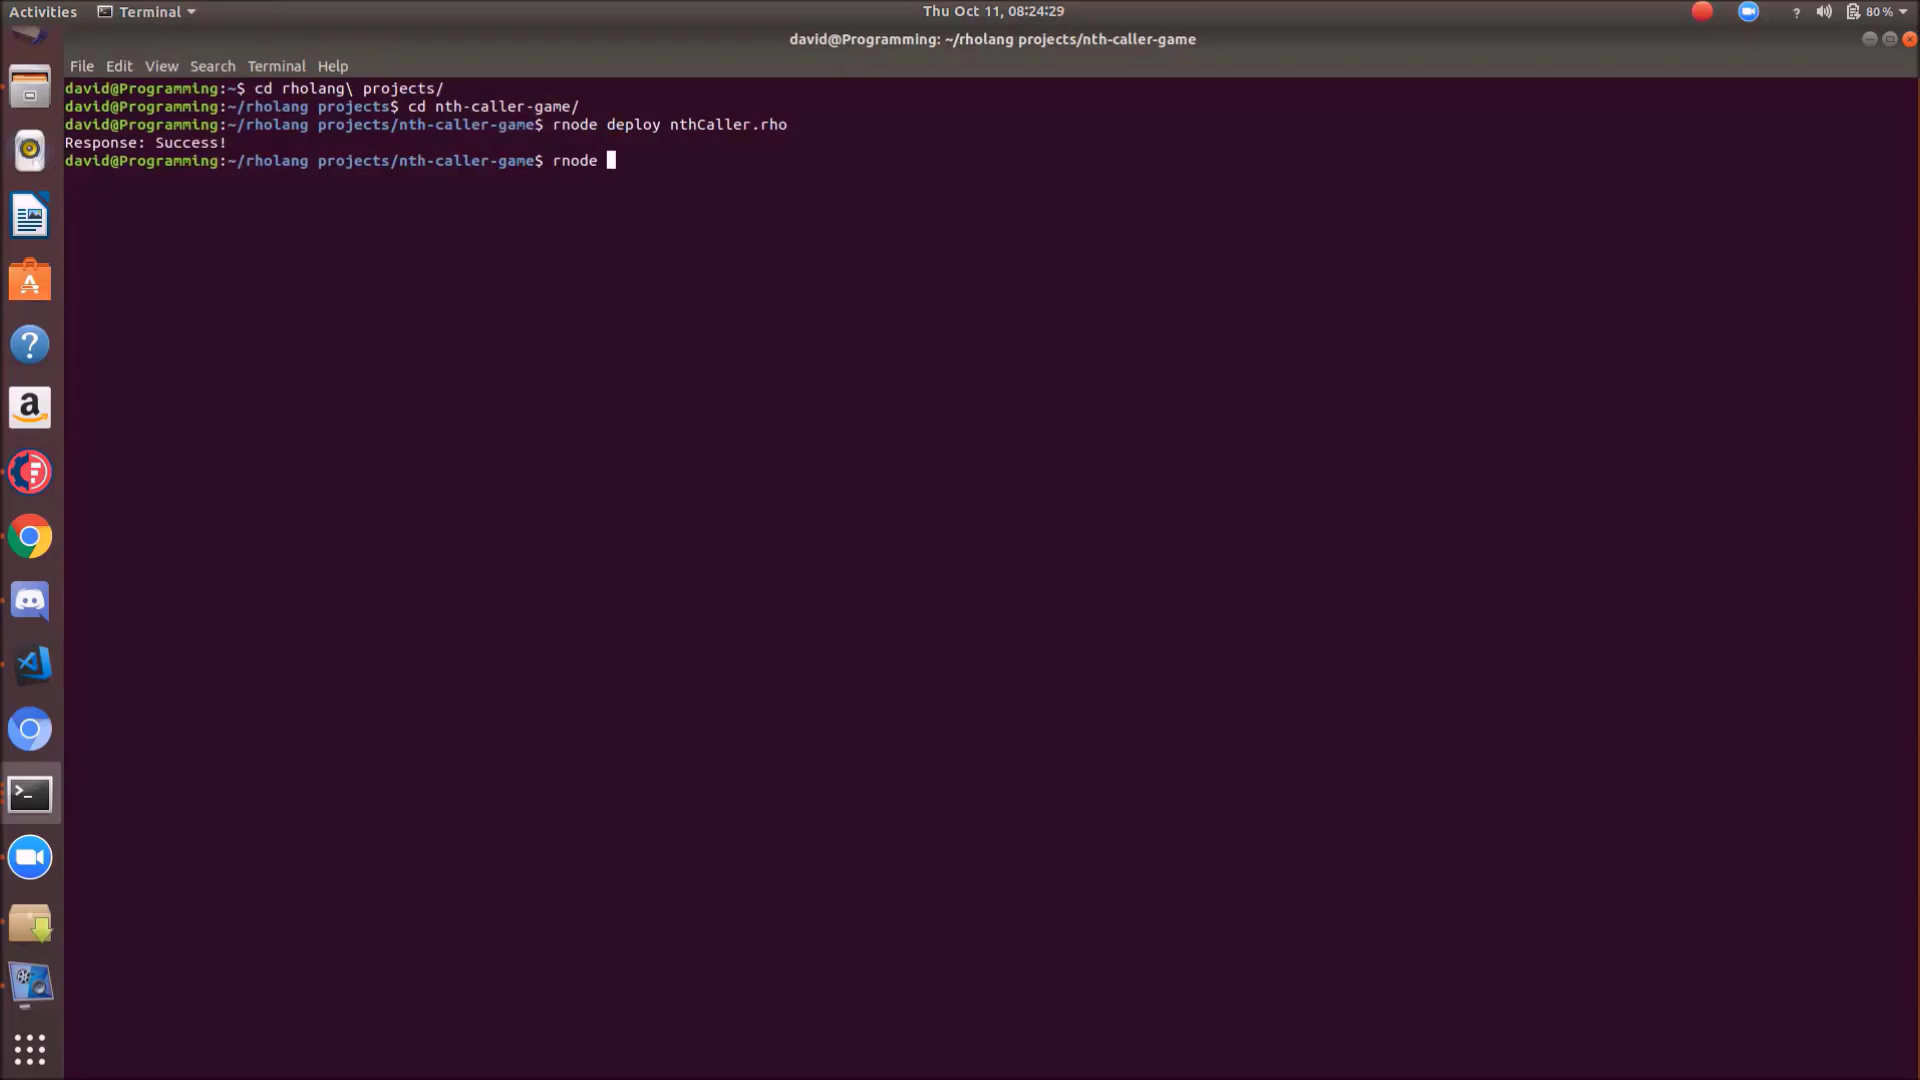 Activities Terminal Thu Oct 11, 08:24:29 ? 80 %
david@Programming: ~/rholang projects/nth-caller-game
File Edit View Search Terminal Help
david@Programming:~$ cd rholang\ projects/
david@Programming:~/rholang projects$ cd nth-caller-game/
david@Programming:~/rholang projects/nth-caller-game$ rnode deploy nthCaller.rho
Response: Success!
david@Programming:~/rholang projects/nth-caller-game$ rnode